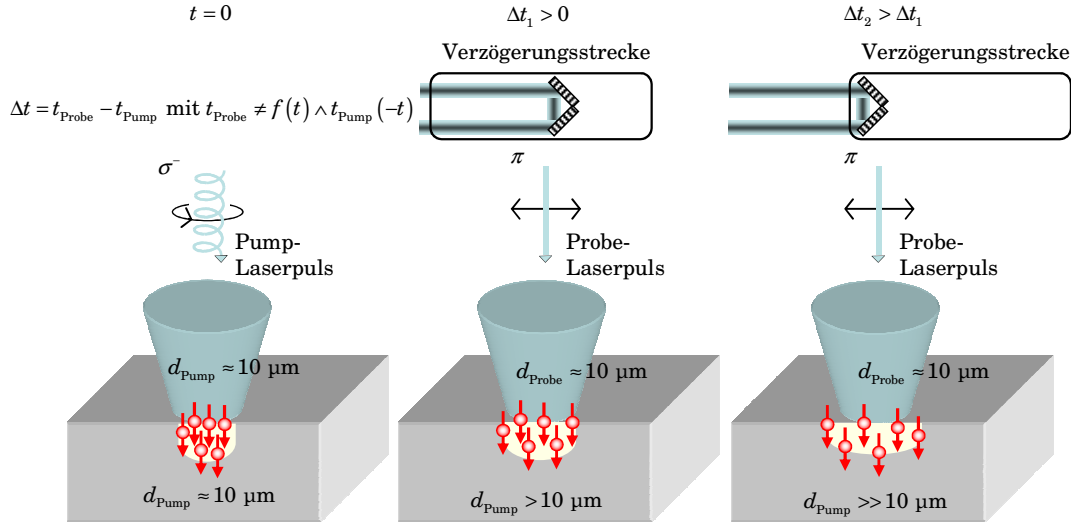 t = 0
Δt₁ > 0
Δt₂ > Δt₁
Verzögerungsstrecke
Verzögerungsstrecke
Δt = t_Probe − t_Pump mit t_Probe ≠ f(t) ∧ t_Pump(−t)
σ⁻
π
π
Pump-
Laserpuls
Probe-
Laserpuls
Probe-
Laserpuls
d_Pump ≈ 10 µm
d_Probe ≈ 10 µm
d_Probe ≈ 10 µm
d_Pump ≈ 10 µm
d_Pump > 10 µm
d_Pump >> 10 µm